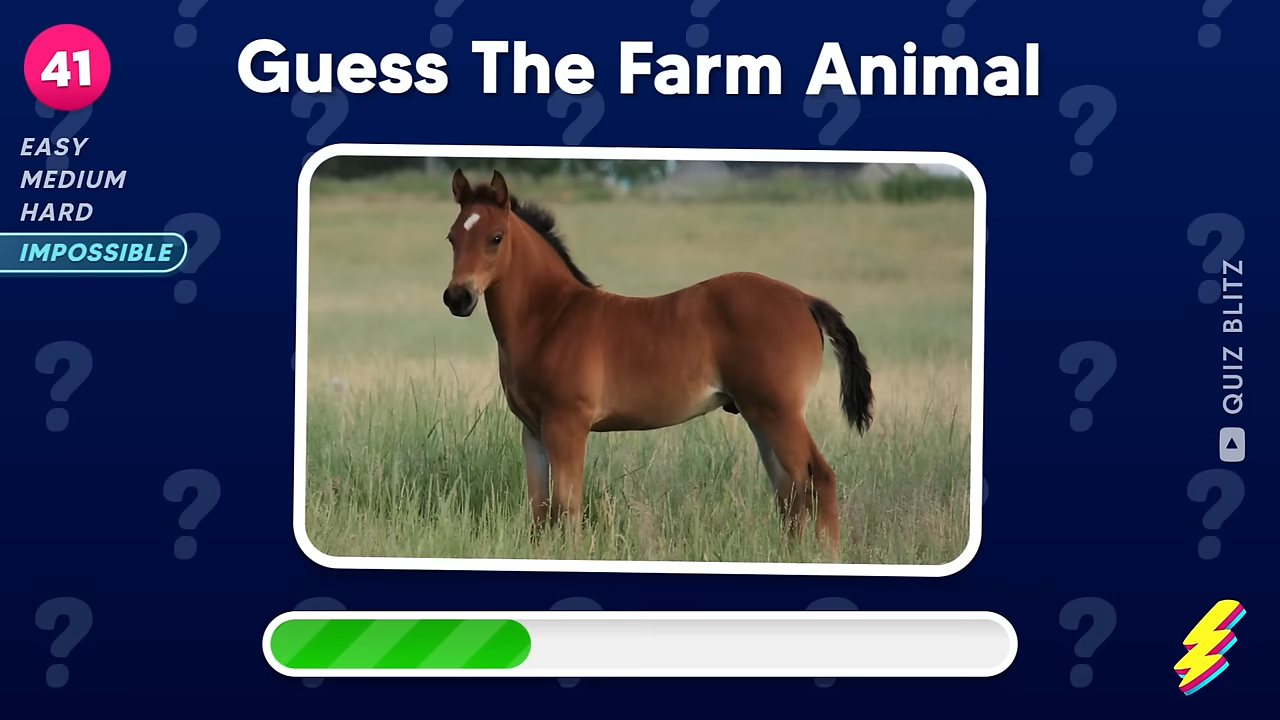 41
Guess The Farm Animal
EASY
MEDIUM
HARD
IMPOSSIBLE
QUIZ BLITZ